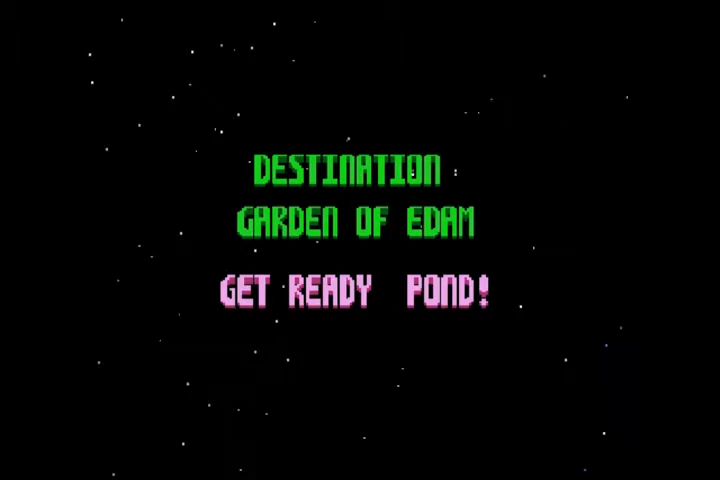 DESTINATION :
GARDEN OF EDAM
GET READY POND!